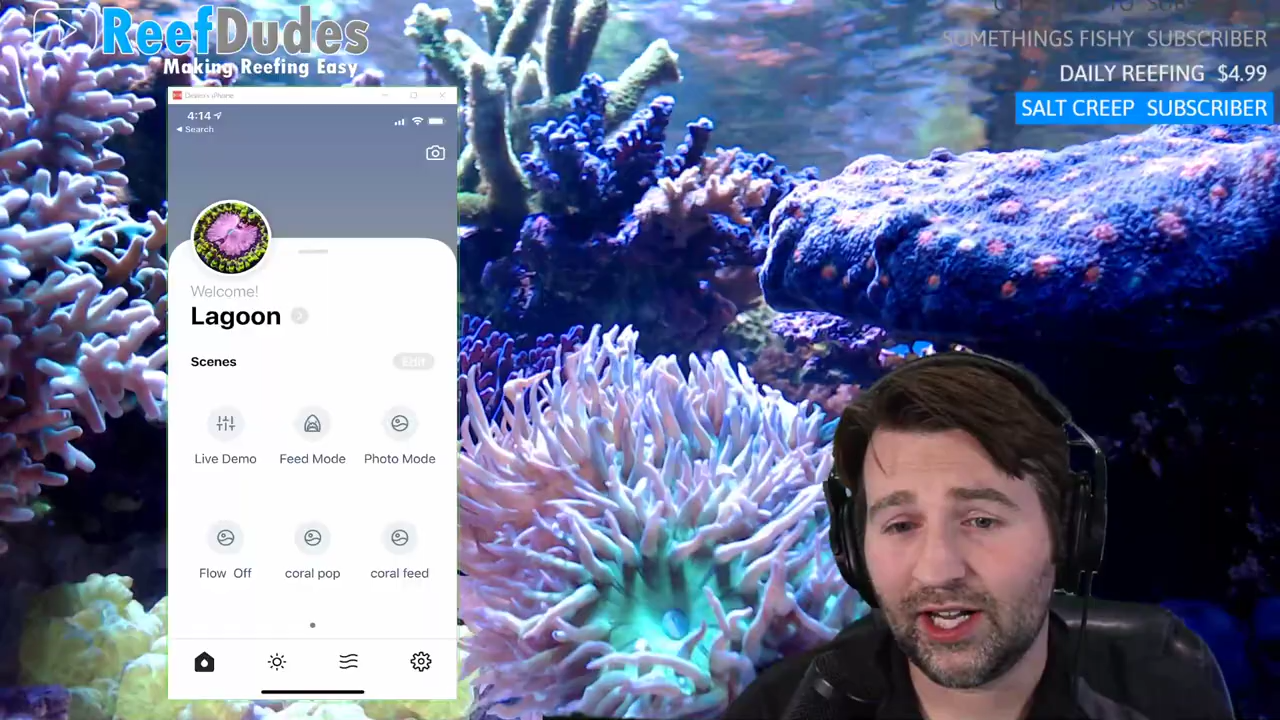 ReefDudes
Making Reefing Easy
SOMETHINGS FISHY SUBSCRIBER
DAILY REEFING $4.99
SALT CREEP SUBSCRIBER
4:14
Search
Welcome!
Lagoon
Scenes
Edit
Live Demo
Feed Mode
Photo Mode
Flow Off
coral pop
coral feed